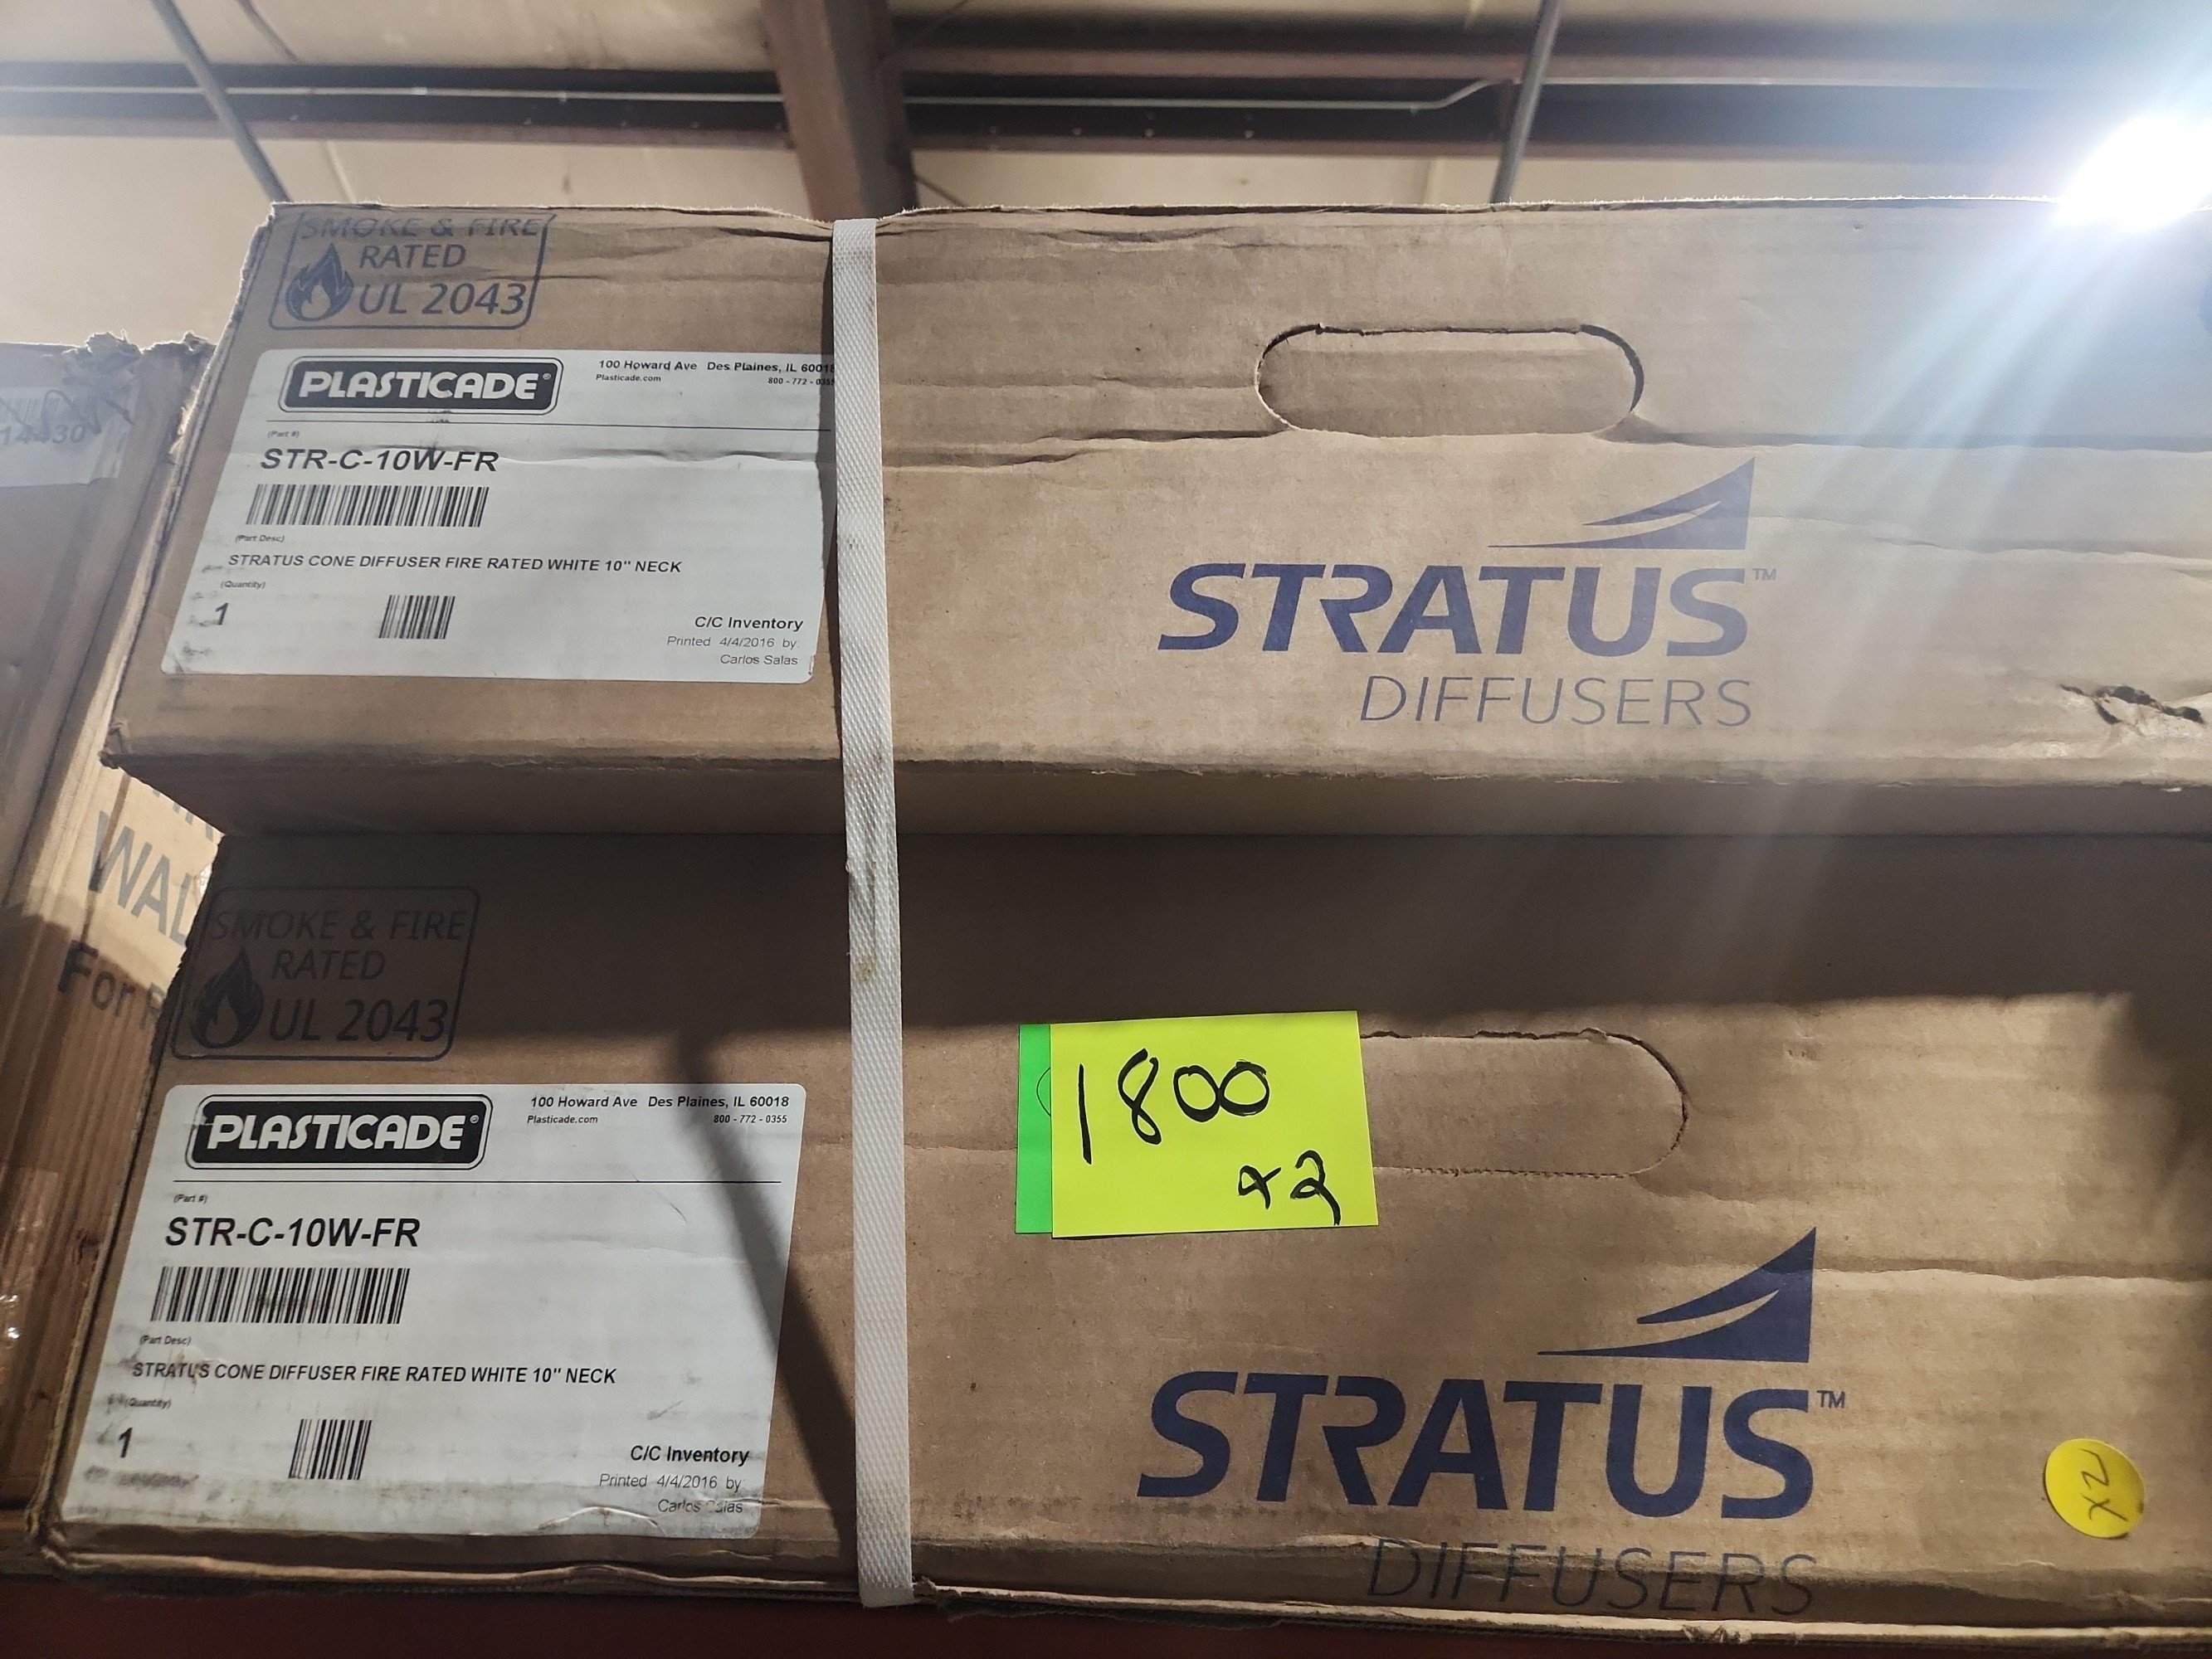 SMOKE & FIRE
RATED
UL 2043
PLASTICADE®
100 Howard Ave Des Plaines, IL 60018
Plasticade.com 800 - 772 - 0355
(Part #)
STR-C-10W-FR
(Part Desc)
STRATUS CONE DIFFUSER FIRE RATED WHITE 10" NECK
(Quantity)
1
C/C Inventory
Printed 4/4/2016 by:
Carlos Salas
STRATUS™
DIFFUSERS
14430
WAL
For
SMOKE & FIRE
RATED
UL 2043
PLASTICADE®
100 Howard Ave Des Plaines, IL 60018
Plasticade.com 800 - 772 - 0355
(Part #)
STR-C-10W-FR
(Part Desc)
STRATUS CONE DIFFUSER FIRE RATED WHITE 10" NECK
(Quantity)
1
C/C Inventory
Printed 4/4/2016 by:
Carlos Salas
1800
x2
STRATUS™
DIFFUSERS
x2